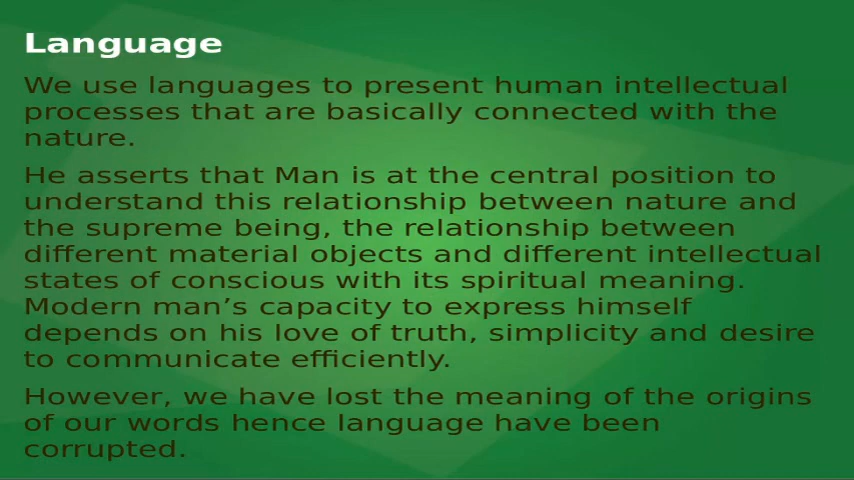 Language
We use languages to present human intellectual
processes that are basically connected with the
nature.
He asserts that Man is at the central position to
understand this relationship between nature and
the supreme being, the relationship between
different material objects and different intellectual
states of conscious with its spiritual meaning.
Modern man’s capacity to express himself
depends on his love of truth, simplicity and desire
to communicate efficiently.
However, we have lost the meaning of the origins
of our words hence language have been
corrupted.